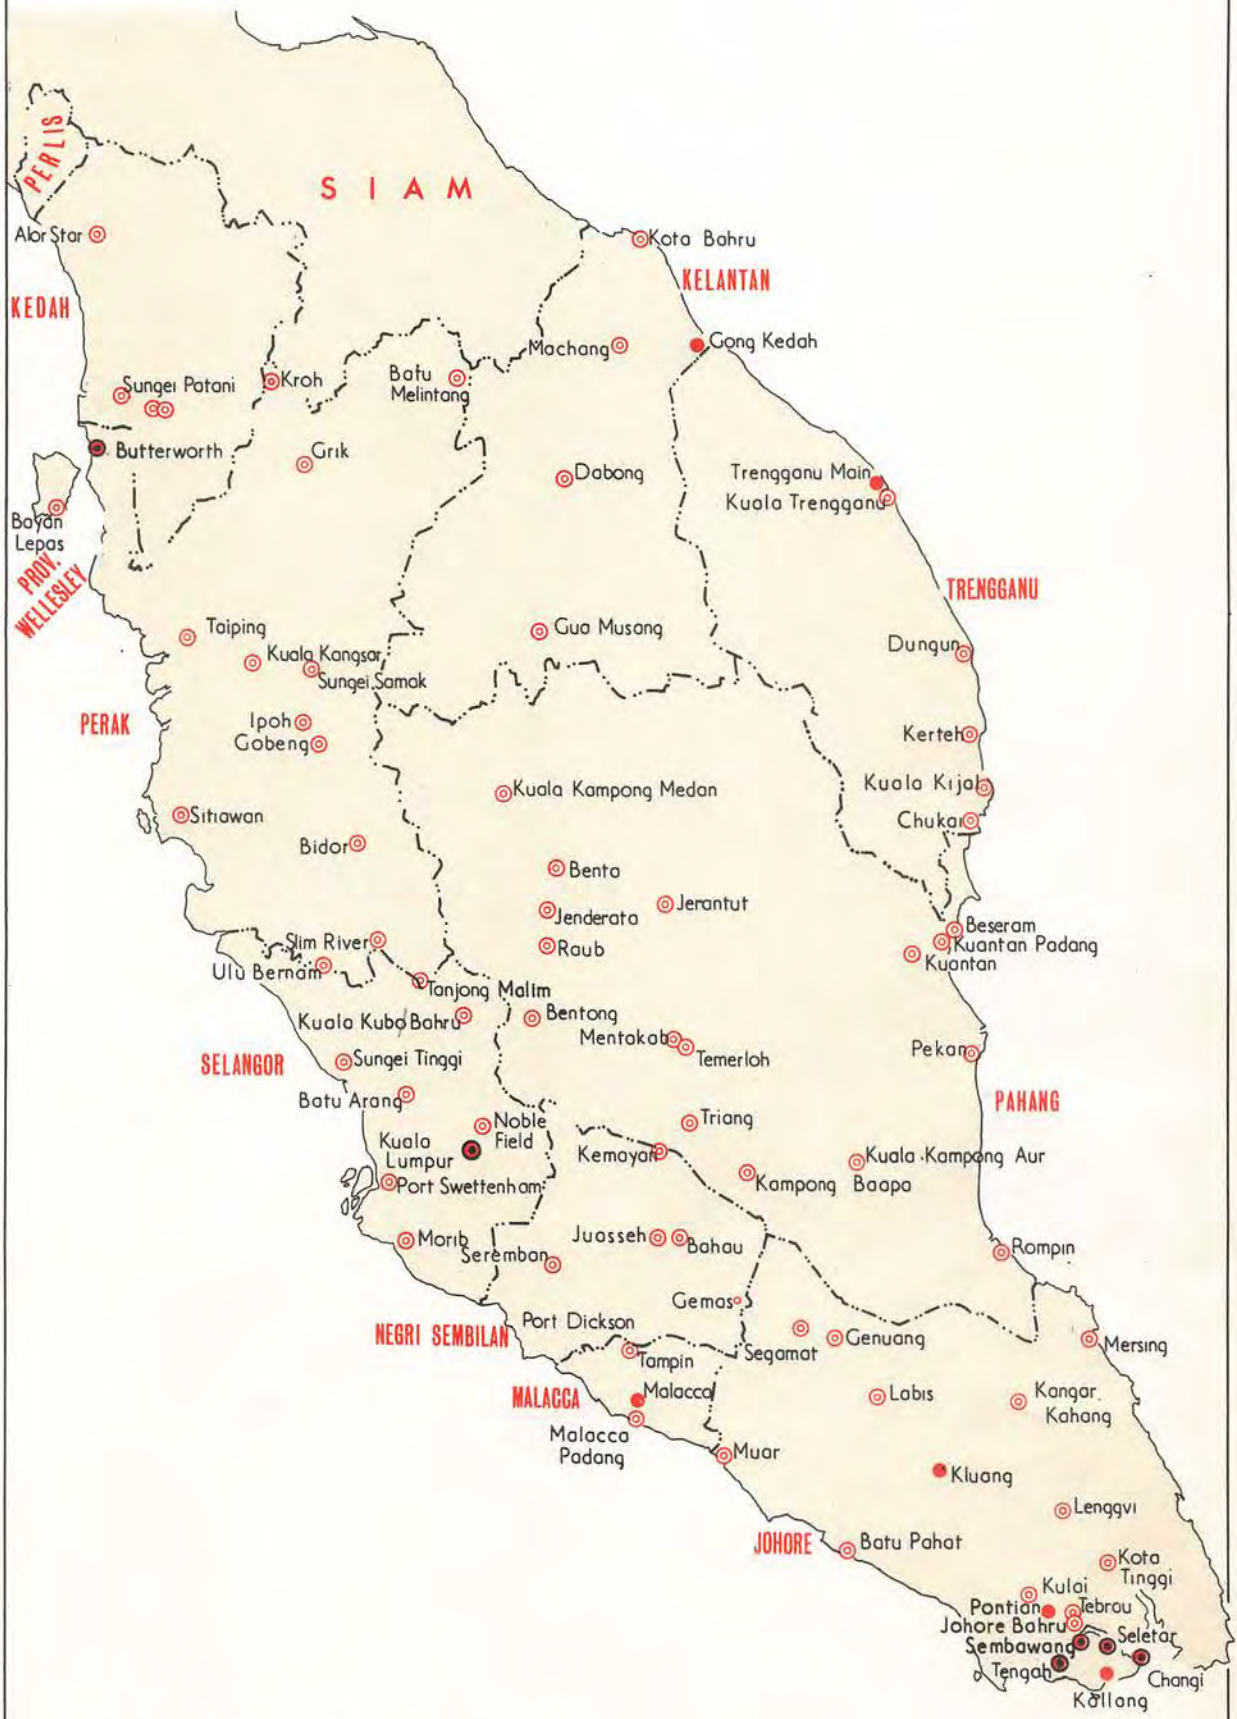 PERLIS
SIAM
Alor Star
Kota Bahru
KELANTAN
KEDAH
Machang
Gong Kedah
Sungei Patani
Kroh
Batu
Melintang
Butterworth
Grik
Dabong
Trengganu Main
Kuala Trengganu
Bayan
Lepas
PROV.
WELLESLEY
TRENGGANU
Taiping
Gua Musang
Dungun
Kuala Kangsar
Sungei Samak
PERAK
Ipoh
Gobeng
Kerteh
Kuala Kijal
Kuala Kampong Medan
Sitiawan
Chukai
Bidor
Benta
Jenderata
Jerantut
Beseram
Slim River
Raub
Kuantan Padang
Kuantan
Ulu Bernam
Tanjong Malim
Kuala Kubo Bahru
Bentong
Mentakab
Temerloh
Pekan
SELANGOR
Sungei Tinggi
Batu Arang
PAHANG
Noble
Field
Triang
Kuala
Lumpur
Kemayan
Kuala Kampong Aur
Port Swettenham
Kampong Baapa
Morib
Juasseh
Bahau
Rompin
Seremban
Gemas
Port Dickson
NEGRI SEMBILAN
Segamat
Genuang
Mersing
Tampin
MALACCA
Malacca
Labis
Kangar
Kahang
Malacca
Padang
Muar
Kluang
Lenggvi
JOHORE
Batu Pahat
Kota
Tinggi
Kulai
Pontian
Tebrau
Johore Bahru
Sembawang
Seletar
Tengah
Changi
Kallang